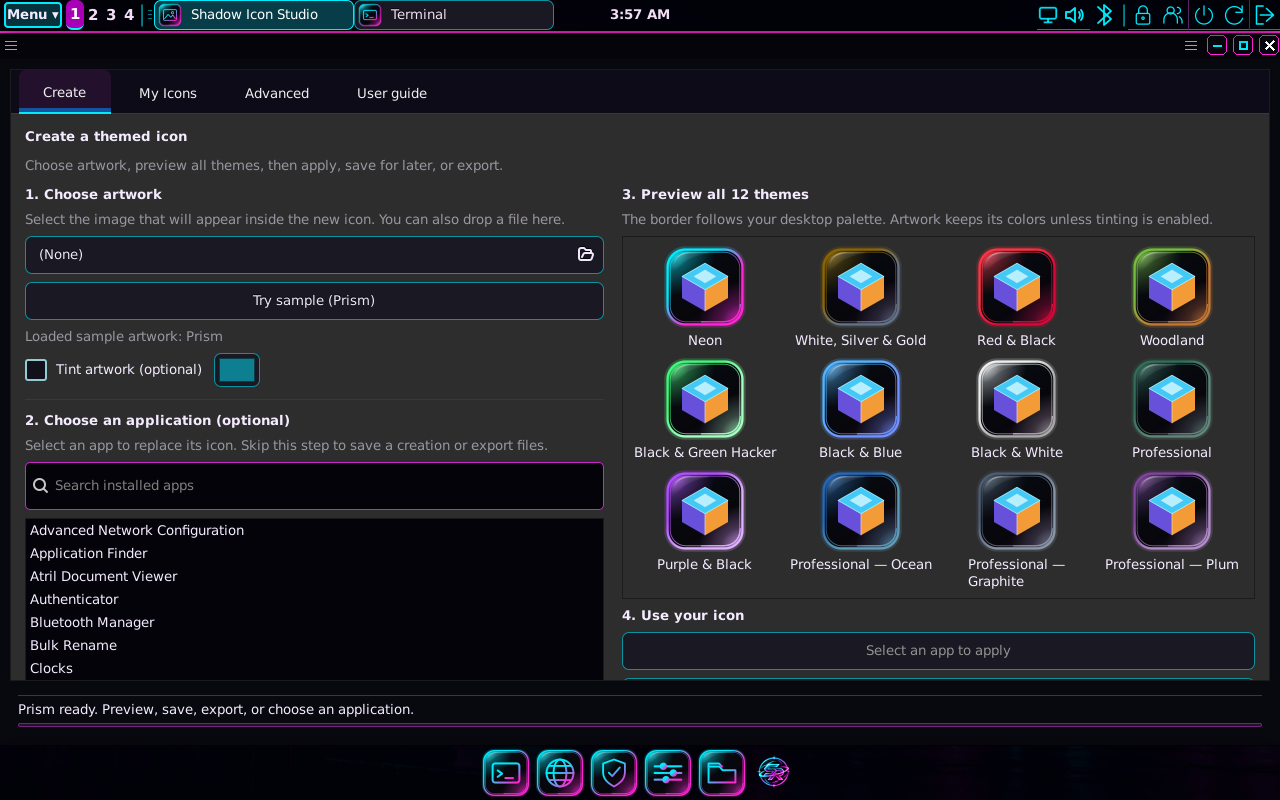 Menu ▾ 1 2 3 4 Shadow Icon Studio Terminal 3:57 AM
Create My Icons Advanced User guide
Create a themed icon
Choose artwork, preview all themes, then apply, save for later, or export.
1. Choose artwork
Select the image that will appear inside the new icon. You can also drop a file here.
(None)
Try sample (Prism)
Loaded sample artwork: Prism
Tint artwork (optional)
2. Choose an application (optional)
Select an app to replace its icon. Skip this step to save a creation or export files.
Search installed apps
Advanced Network Configuration
Application Finder
Atril Document Viewer
Authenticator
Bluetooth Manager
Bulk Rename
Clocks
3. Preview all 12 themes
The border follows your desktop palette. Artwork keeps its colors unless tinting is enabled.
Neon White, Silver & Gold Red & Black Woodland
Black & Green Hacker Black & Blue Black & White Professional
Purple & Black Professional — Ocean Professional — Graphite Professional — Plum
4. Use your icon
Select an app to apply
Prism ready. Preview, save, export, or choose an application.